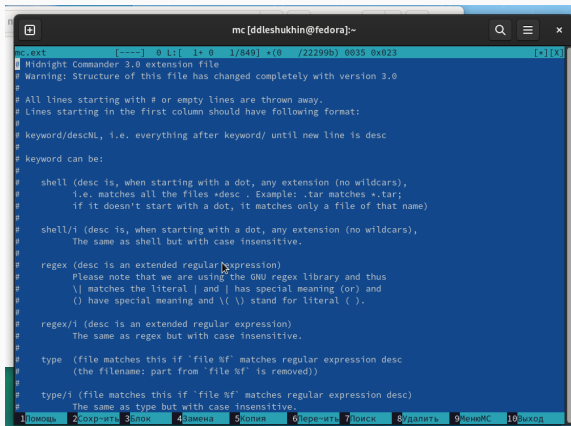 mc [ddleshukhin@fedora]:~
mc.ext [----] 0 L:[ 1+ 0 1/849] *(0 /22299b) 0035 0x023 [*][X]
# Midnight Commander 3.0 extension file
# Warning: Structure of this file has changed completely with version 3.0
#
# All lines starting with # or empty lines are thrown away.
# Lines starting in the first column should have following format:
#
# keyword/descNL, i.e. everything after keyword/ until new line is desc
#
# keyword can be:
#
# shell (desc is, when starting with a dot, any extension (no wildcars),
# i.e. matches all the files *desc . Example: .tar matches *.tar;
# if it doesn't start with a dot, it matches only a file of that name)
#
# shell/i (desc is, when starting with a dot, any extension (no wildcars),
# The same as shell but with case insensitive.
#
# regex (desc is an extended regular expression)
# Please note that we are using the GNU regex library and thus
# \| matches the literal | and | has special meaning (or) and
# () have special meaning and \( \) stand for literal ( ).
#
# regex/i (desc is an extended regular expression)
# The same as regex but with case insensitive.
#
# type (file matches this if `file %f` matches regular expression desc
# (the filename: part from `file %f` is removed))
#
# type/i (file matches this if `file %f` matches regular expression desc)
# The same as type but with case insensitive.
1Помощь 2Сохр~ить 3Блок 4Замена 5Копия 6Пере~ить 7Поиск 8Удалить 9МенюМС 10Выход